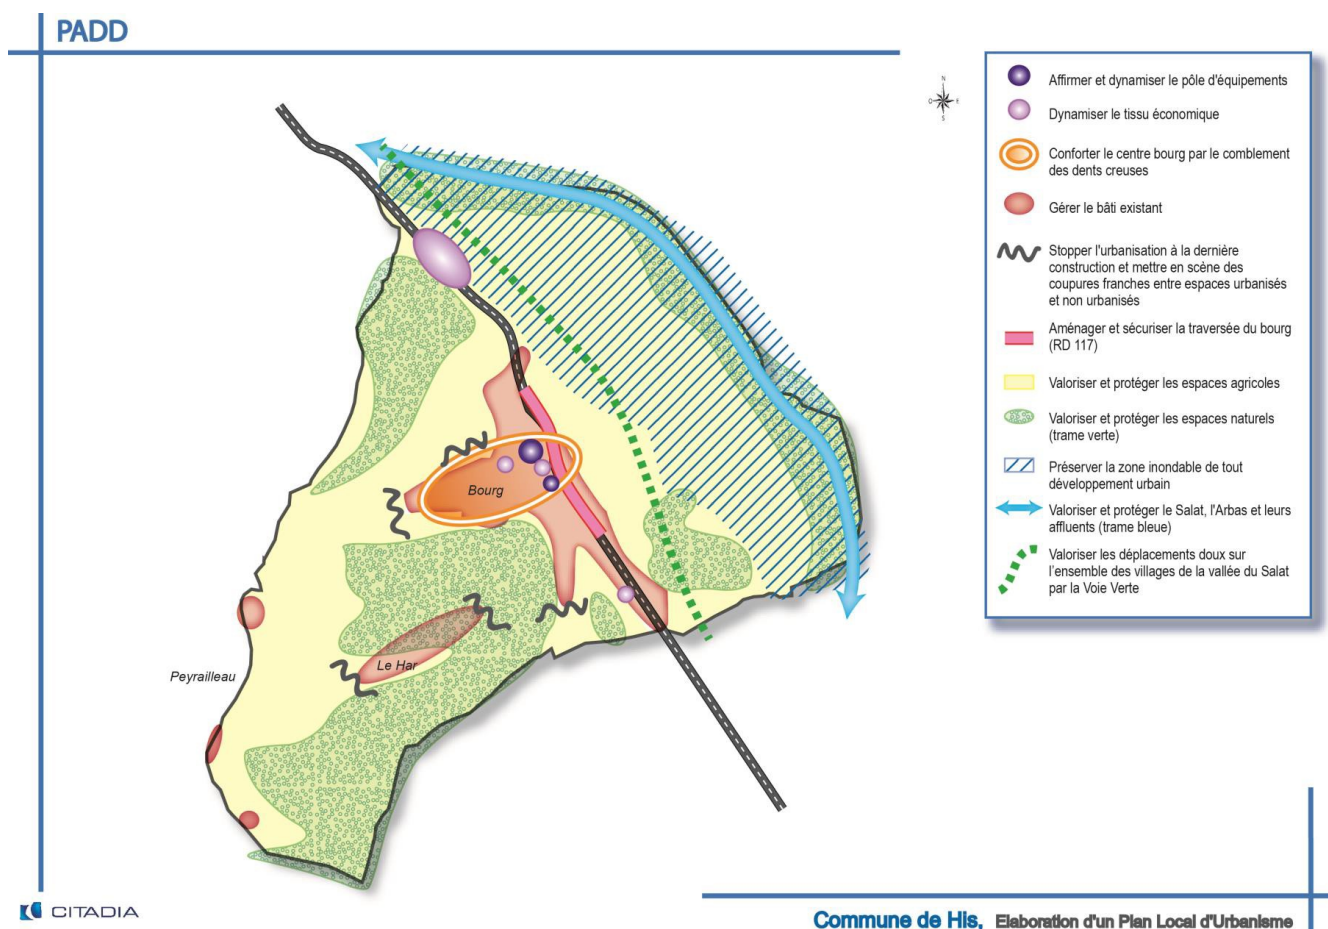 PADD
N
O
E
S
Affirmer et dynamiser le pôle d'équipements
Dynamiser le tissu économique
Conforter le centre bourg par le comblement
des dents creuses
Gérer le bâti existant
Stopper l'urbanisation à la dernière
construction et mettre en scène des
coupures franches entre espaces urbanisés
et non urbanisés
Aménager et sécuriser la traversée du bourg
(RD 117)
Valoriser et protéger les espaces agricoles
Valoriser et protéger les espaces naturels
(trame verte)
Préserver la zone inondable de tout
développement urbain
Valoriser et protéger le Salat, l'Arbas et leurs
affluents (trame bleue)
Valoriser les déplacements doux sur
l'ensemble des villages de la vallée du Salat
par la Voie Verte
Bourg
Le Har
Peyrailleau
CITADIA
Commune de His, Elaboration d'un Plan Local d'Urbanisme